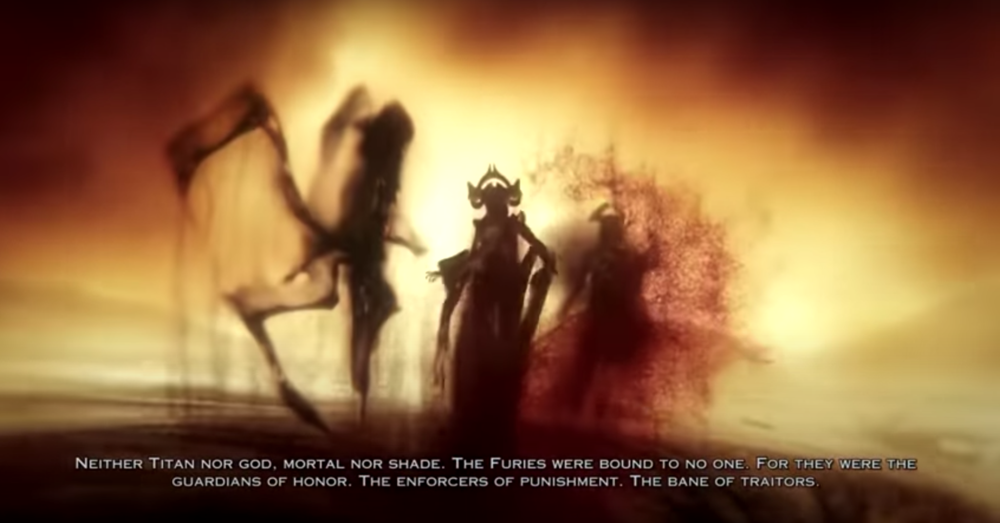 Neither Titan nor god, mortal nor shade. The Furies were bound to no one. For they were the
guardians of honor. The enforcers of punishment. The bane of traitors.